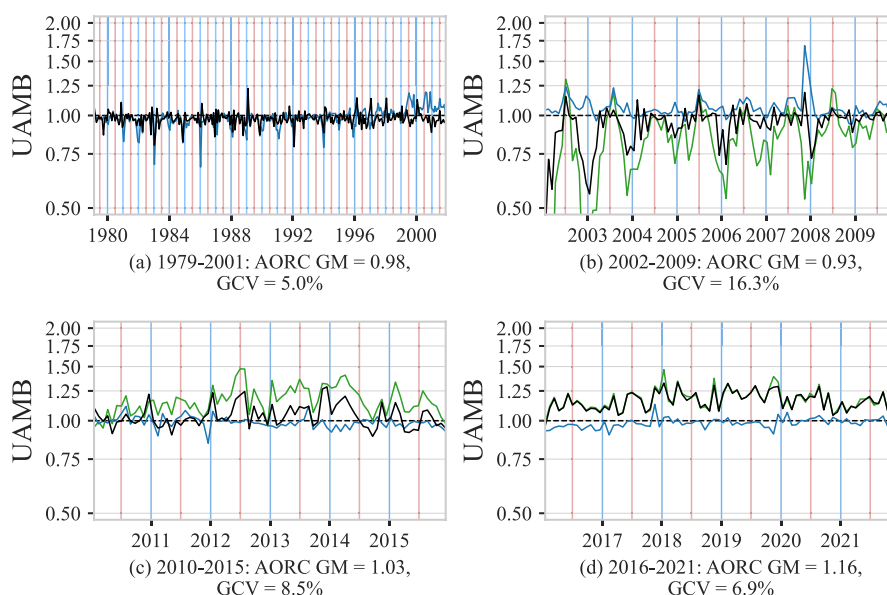 2.00
1.75
1.50
1.25
1.00
0.75
0.50
UAMB
1980 1984 1988 1992 1996 2000
(a) 1979-2001: AORC GM = 0.98,
GCV = 5.0%
2.00
1.75
1.50
1.25
1.00
0.75
0.50
UAMB
2003 2004 2005 2006 2007 2008 2009
(b) 2002-2009: AORC GM = 0.93,
GCV = 16.3%
2.00
1.75
1.50
1.25
1.00
0.75
0.50
UAMB
2011 2012 2013 2014 2015
(c) 2010-2015: AORC GM = 1.03,
GCV = 8.5%
2.00
1.75
1.50
1.25
1.00
0.75
0.50
UAMB
2017 2018 2019 2020 2021
(d) 2016-2021: AORC GM = 1.16,
GCV = 6.9%